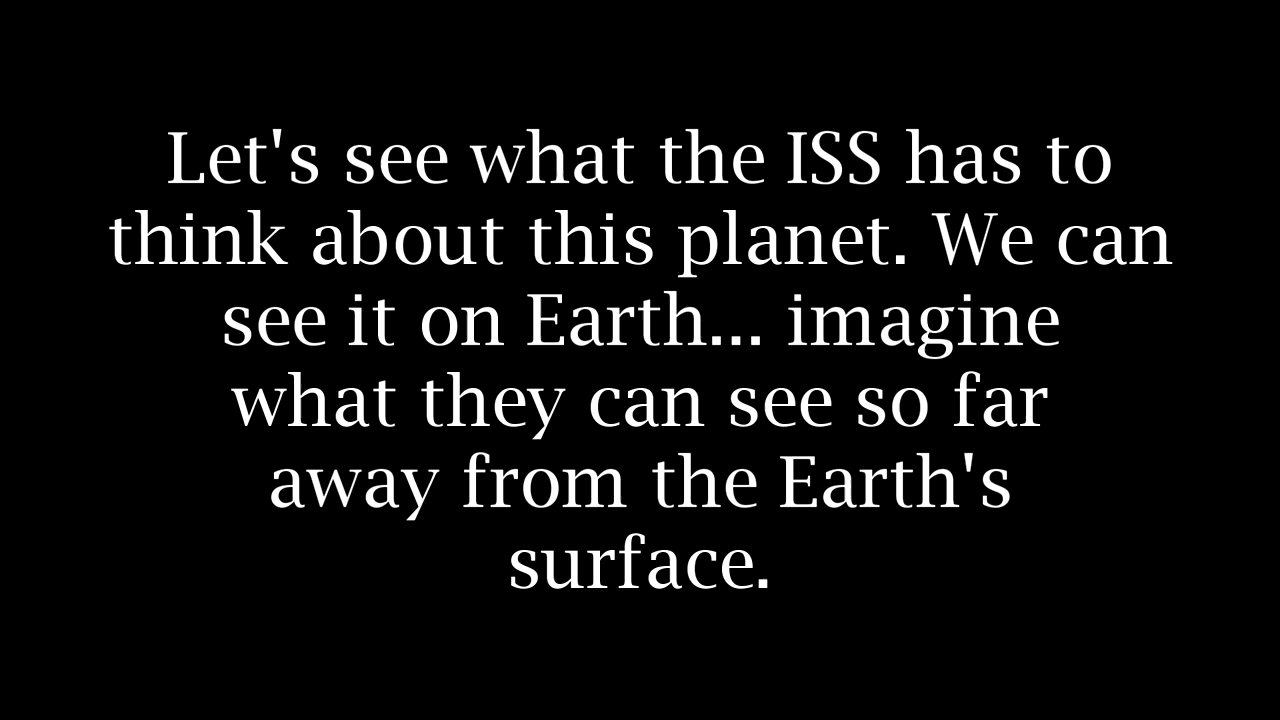 Let's see what the ISS has to
think about this planet. We can
see it on Earth... imagine
what they can see so far
away from the Earth's
surface.